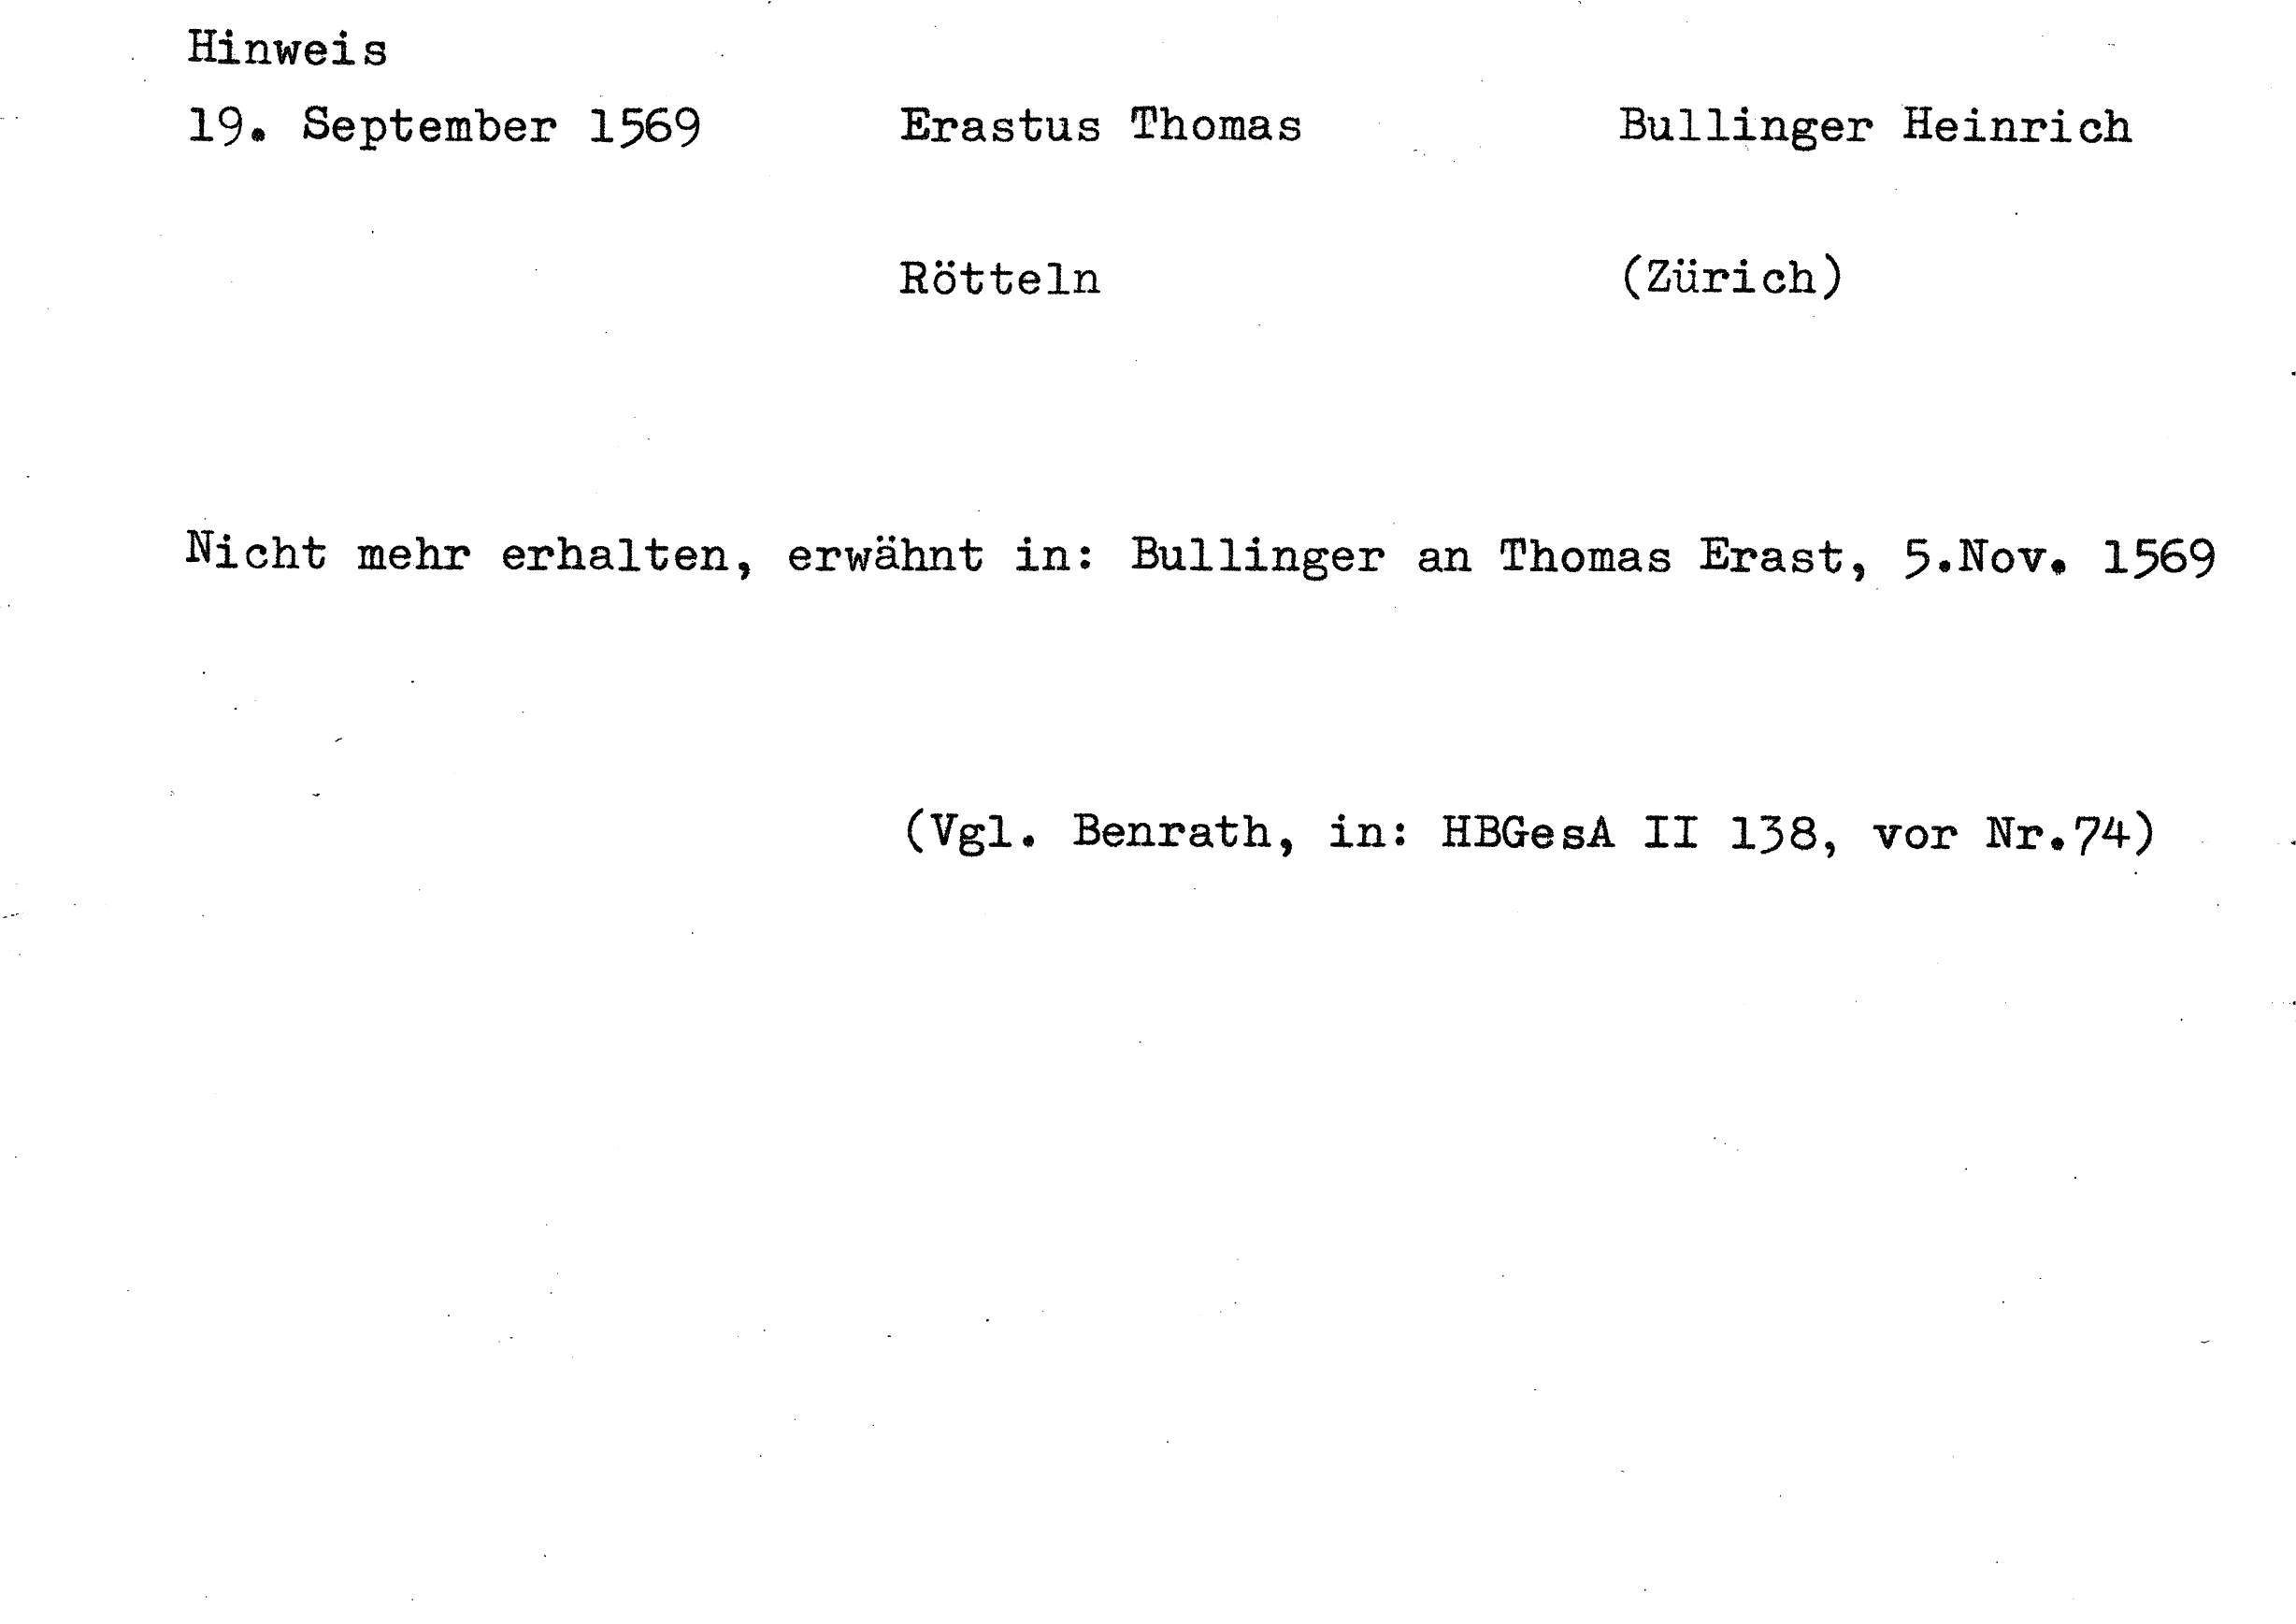 Hinweis
19. September 1569 Erastus Thomas Bullinger Heinrich
Rötteln (Zürich)
Nicht mehr erhalten, erwähnt in: Bullinger an Thomas Erast, 5.Nov. 1569
(Vgl. Benrath, in: HBGesA II 138, vor Nr.74)